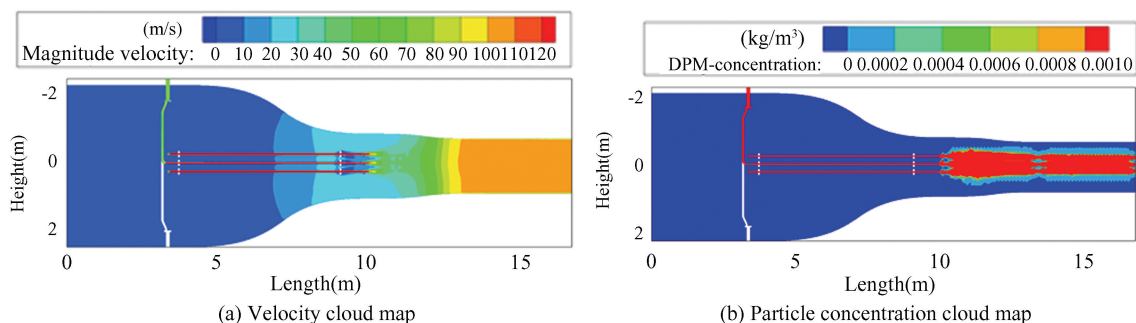 (m/s)
Magnitude velocity: 0 10 20 30 40 50 60 70 80 90 100110120
-2
0
2
Height(m)
0 5 10 15
Length(m)
(a) Velocity cloud map
(kg/m³)
DPM-concentration: 0 0.0002 0.0004 0.0006 0.0008 0.0010
-2
0
2
Height(m)
0 5 10 15
Length(m)
(b) Particle concentration cloud map